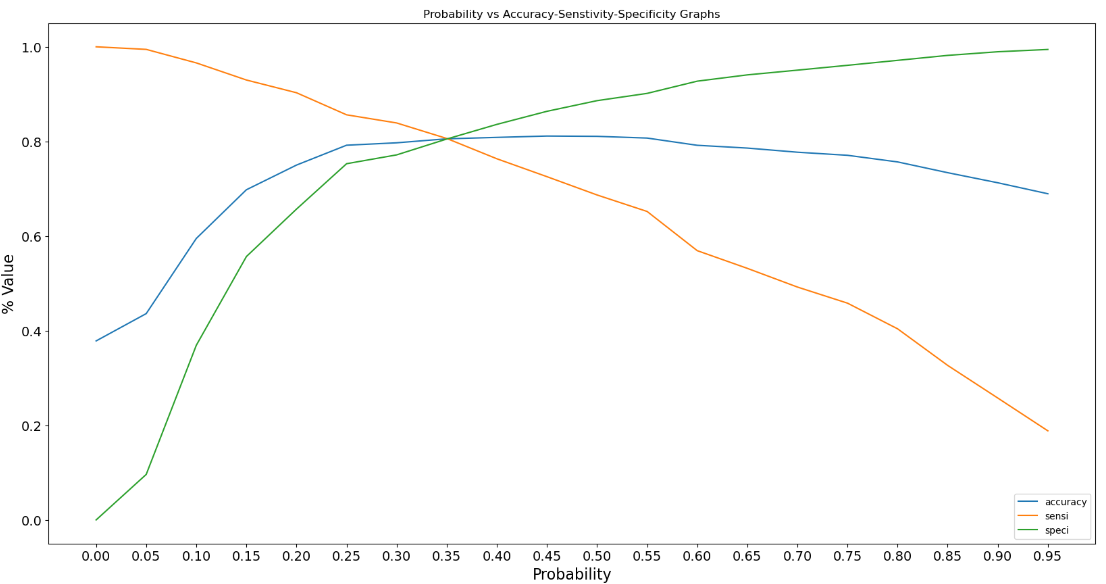 Probability vs Accuracy-Senstivity-Specificity Graphs
1.0
0.8
0.6
0.4
0.2
0.0
% Value
0.00 0.05 0.10 0.15 0.20 0.25 0.30 0.35 0.40 0.45 0.50 0.55 0.60 0.65 0.70 0.75 0.80 0.85 0.90 0.95
Probability
accuracy
sensi
speci